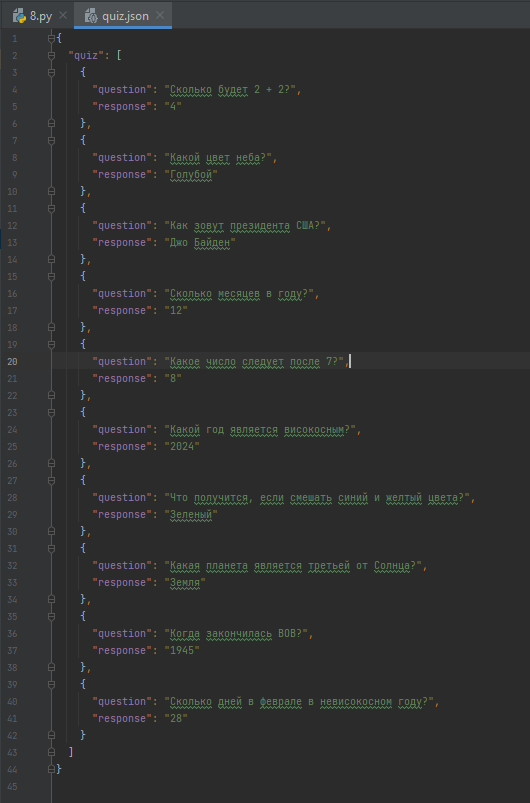 8.py quiz.json
1 {
2 "quiz": [
3 {
4 "question": "Сколько будет 2 + 2?",
5 "response": "4"
6 },
7 {
8 "question": "Какой цвет неба?",
9 "response": "Голубой"
10 },
11 {
12 "question": "Как зовут президента США?",
13 "response": "Джо Байден"
14 },
15 {
16 "question": "Сколько месяцев в году?",
17 "response": "12"
18 },
19 {
20 "question": "Какое число следует после 7?",
21 "response": "8"
22 },
23 {
24 "question": "Какой год является високосным?",
25 "response": "2024"
26 },
27 {
28 "question": "Что получится, если смешать синий и желтый цвета?",
29 "response": "Зеленый"
30 },
31 {
32 "question": "Какая планета является третьей от Солнца?",
33 "response": "Земля"
34 },
35 {
36 "question": "Когда закончилась ВОВ?",
37 "response": "1945"
38 },
39 {
40 "question": "Сколько дней в феврале в невисокосном году?",
41 "response": "28"
42 }
43 ]
44 }
45